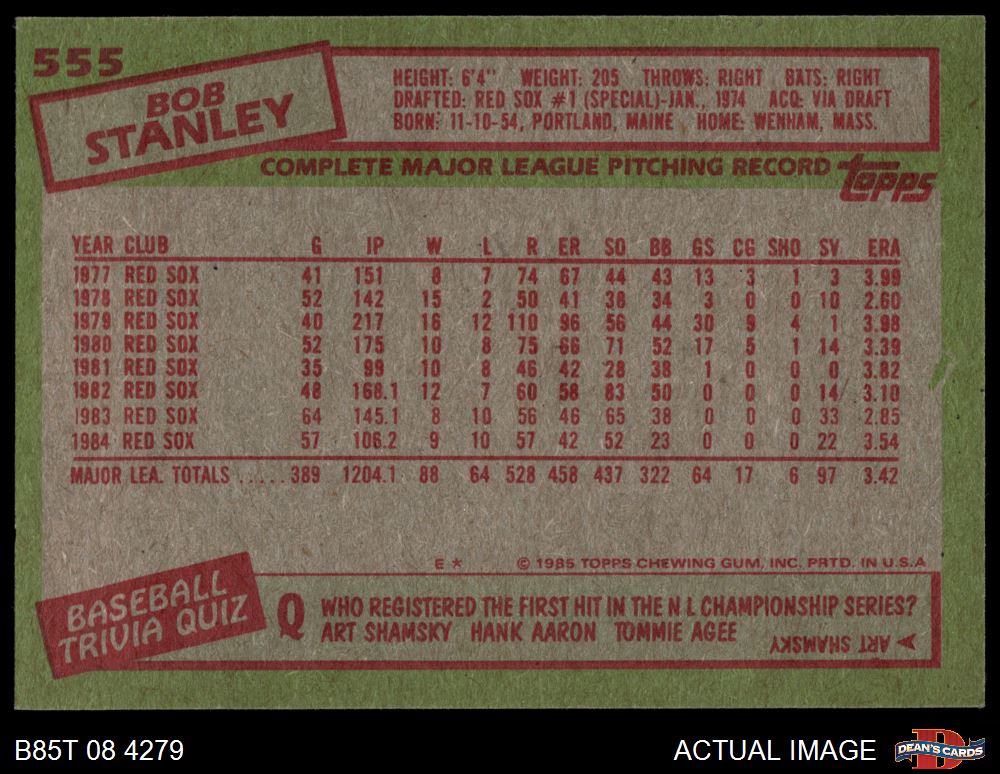 555
BOB
STANLEY
HEIGHT: 6'4" WEIGHT: 205 THROWS: RIGHT BATS: RIGHT
DRAFTED: RED SOX #1 (SPECIAL)-JAN., 1974 ACQ: VIA DRAFT
BORN: 11-10-54, PORTLAND, MAINE HOME: WENHAM, MASS.
COMPLETE MAJOR LEAGUE PITCHING RECORD topps
YEAR CLUB G IP W L R ER SO BB GS CG SHO SV ERA
1977 RED SOX 41 151 8 7 74 67 44 43 13 3 1 3 3.99
1978 RED SOX 52 142 15 2 50 41 38 34 3 0 0 10 2.60
1979 RED SOX 40 217 16 12 110 96 56 44 30 9 4 1 3.98
1980 RED SOX 52 175 10 8 75 66 71 52 17 5 1 14 3.39
1981 RED SOX 35 99 10 8 46 42 28 38 1 0 0 0 3.82
1982 RED SOX 48 168.1 12 7 60 58 83 50 0 0 0 14 3.10
1983 RED SOX 64 145.1 8 10 56 46 65 38 0 0 0 33 2.85
1984 RED SOX 57 106.2 9 10 57 42 52 23 0 0 0 22 3.54
MAJOR LEA. TOTALS ..... 389 1204.1 88 64 528 458 437 322 64 17 6 97 3.42
E * © 1985 TOPPS CHEWING GUM, INC. PRTD. IN U.S.A
BASEBALL
TRIVIA QUIZ
Q WHO REGISTERED THE FIRST HIT IN THE N L CHAMPIONSHIP SERIES?
ART SHAMSKY HANK AARON TOMMIE AGEE
ART SHAMSKY
B85T 08 4279
ACTUAL IMAGE
D
DEAN'S CARDS